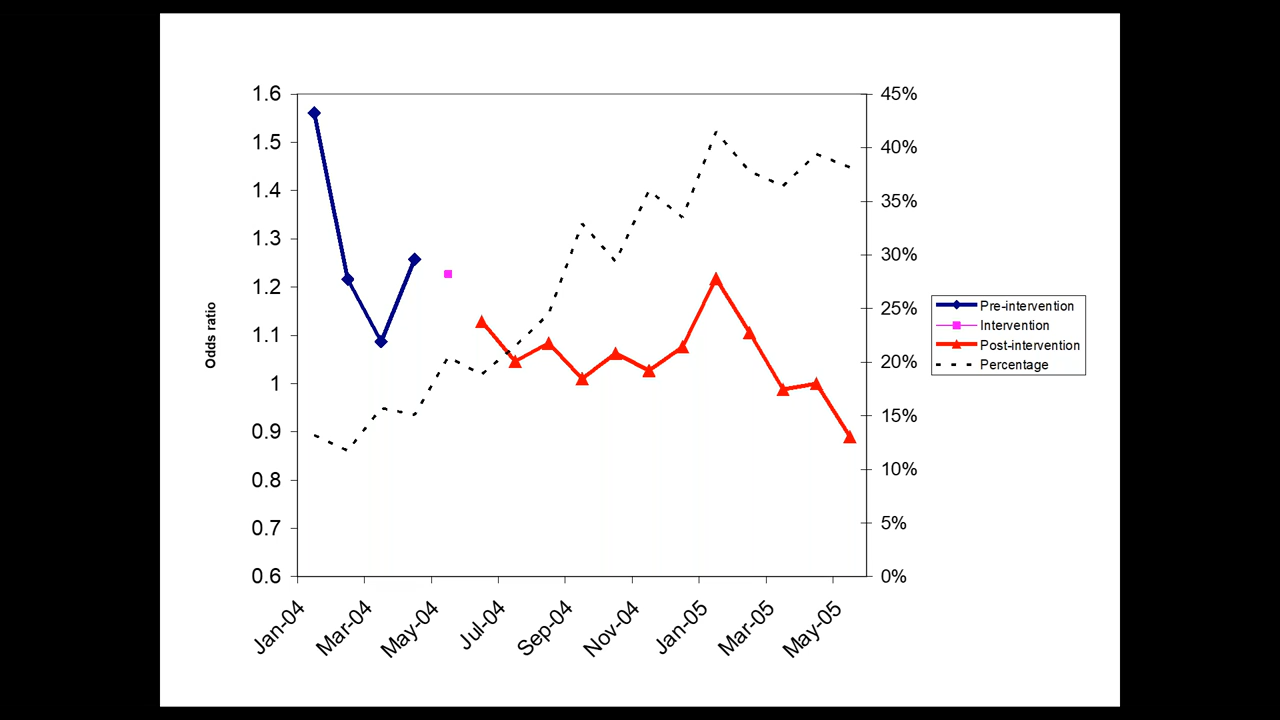 Odds ratio
1.6
1.5
1.4
1.3
1.2
1.1
1
0.9
0.8
0.7
0.6
45%
40%
35%
30%
25%
20%
15%
10%
5%
0%
Jan-04
Mar-04
May-04
Jul-04
Sep-04
Nov-04
Jan-05
Mar-05
May-05
Pre-intervention
Intervention
Post-intervention
Percentage